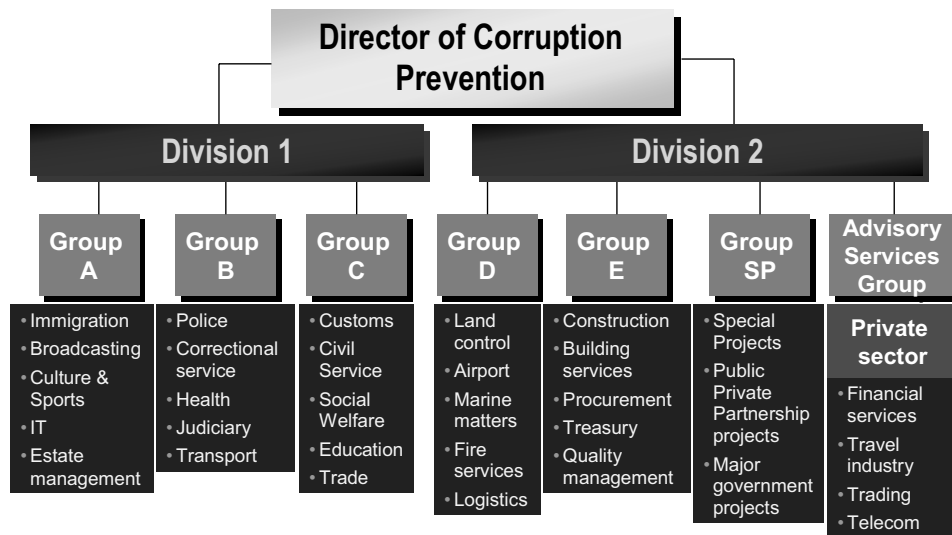 Director of Corruption
Prevention
Division 1
Division 2
Group
A
Group
B
Group
C
Group
D
Group
E
Group
SP
Advisory
Services
Group
• Immigration
• Broadcasting
• Culture &
Sports
• IT
• Estate
management
• Police
• Correctional
service
• Health
• Judiciary
• Transport
• Customs
• Civil
Service
• Social
Welfare
• Education
• Trade
• Land
control
• Airport
• Marine
matters
• Fire
services
• Logistics
• Construction
• Building
services
• Procurement
• Treasury
• Quality
management
• Special
Projects
• Public
Private
Partnership
projects
• Major
government
projects
Private
sector
• Financial
services
• Travel
industry
• Trading
• Telecom